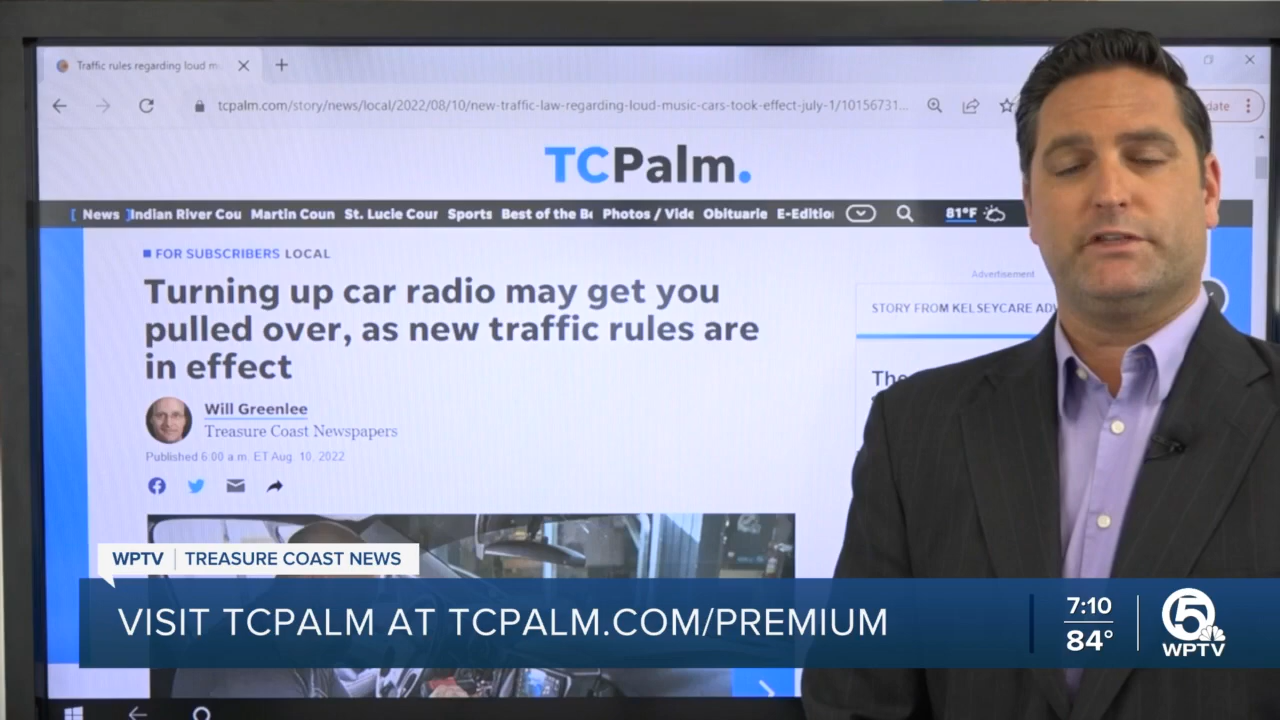 Traffic rules regarding loud m
tcpalm.com/story/news/local/2022/08/10/new-traffic-law-regarding-loud-music-cars-took-effect-july-1/10156731...
date
TCPalm.
[ News ] Indian River Cou Martin Coun St. Lucie Coun Sports Best of the Be Photos / Vide Obituarie E-Editio 81°F
FOR SUBSCRIBERS LOCAL
Turning up car radio may get you
pulled over, as new traffic rules are
in effect
Will Greenlee
Treasure Coast Newspapers
Published 6:00 a.m. ET Aug. 10, 2022
Advertisement
STORY FROM KELSEYCARE ADV
The
WPTV | TREASURE COAST NEWS
VISIT TCPALM AT TCPALM.COM/PREMIUM
7:10
84°
5
WPTV